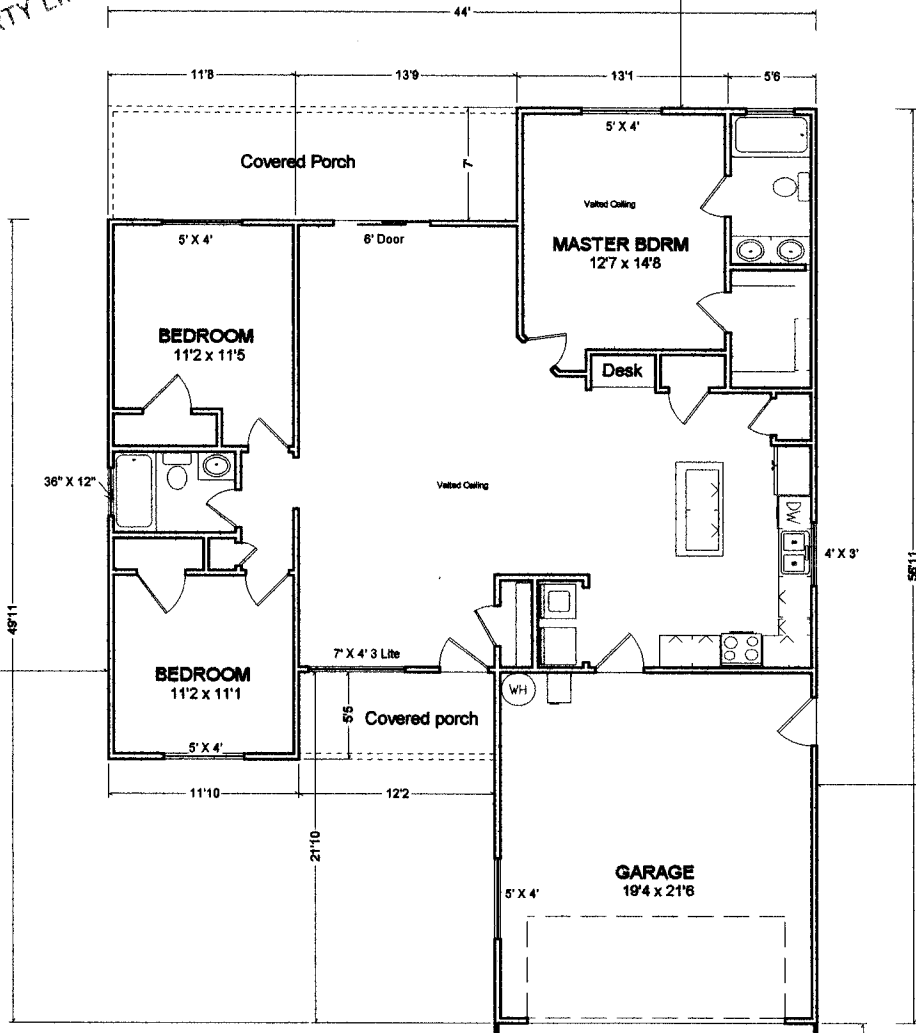 44'
11'8
13'9
13'1
5'6
5' X 4'
Covered Porch
7'
Valted Ceiling
5' X 4'
6' Door
MASTER BDRM
12'7 x 14'8
BEDROOM
11'2 x 11'5
Desk
36" X 12"
Valted Ceiling
DW
4' X 3'
49'11
56'11
7' X 4' 3 Lite
BEDROOM
11'2 x 11'1
WH
5'5
Covered porch
5' X 4'
11'10
12'2
21'10
GARAGE
19'4 x 21'6
5' X 4'